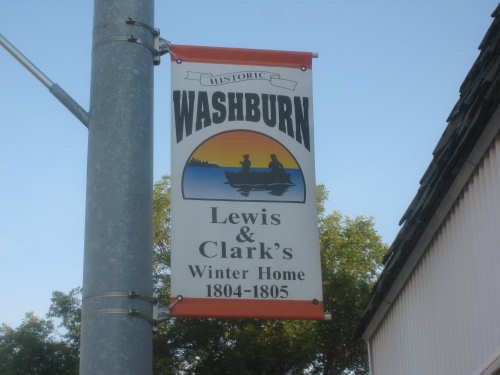 HISTORIC
WASHBURN
Lewis
&
Clark's
Winter Home
1804-1805